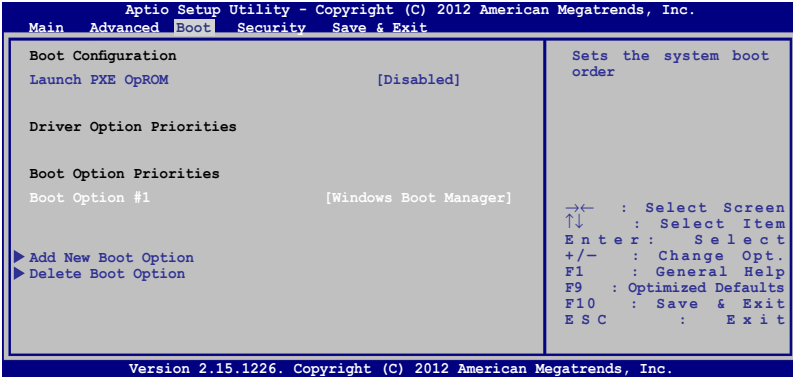 Aptio Setup Utility - Copyright (C) 2012 American Megatrends, Inc.
Main Advanced Boot Security Save & Exit
Boot Configuration
Launch PXE OpROM [Disabled]
Driver Option Priorities
Boot Option Priorities
Boot Option #1 [Windows Boot Manager]
Add New Boot Option
Delete Boot Option
Sets the system boot
order
→← : Select Screen
↑↓ : Select Item
Enter: Select
+/— : Change Opt.
F1 : General Help
F9 : Optimized Defaults
F10 : Save & Exit
ESC : Exit
Version 2.15.1226. Copyright (C) 2012 American Megatrends, Inc.